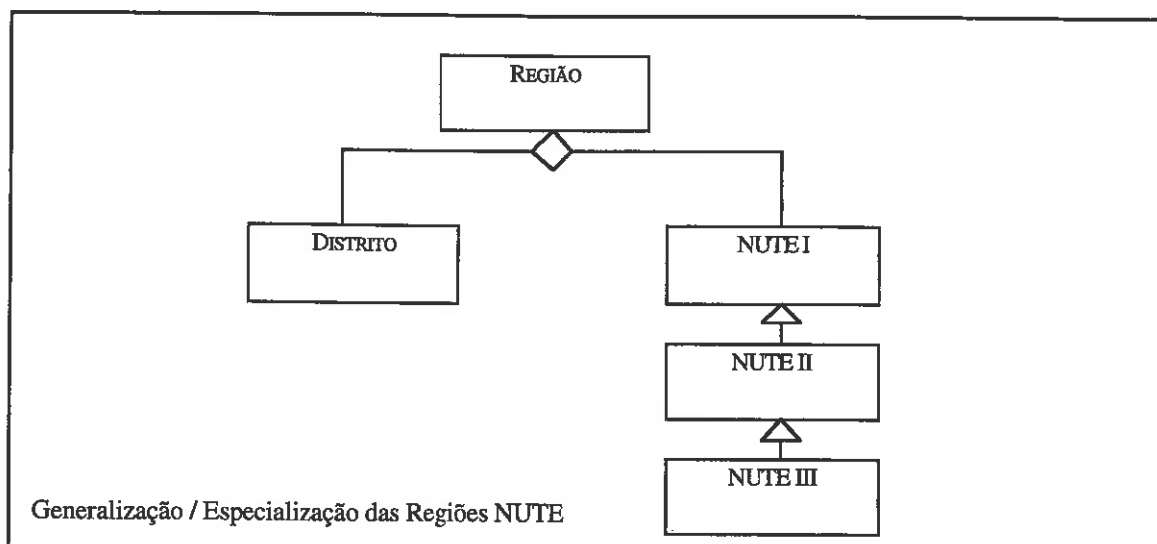 REGIÃO
DISTRITO
NUTE I
NUTE II
NUTE III
Generalização / Especialização das Regiões NUTE